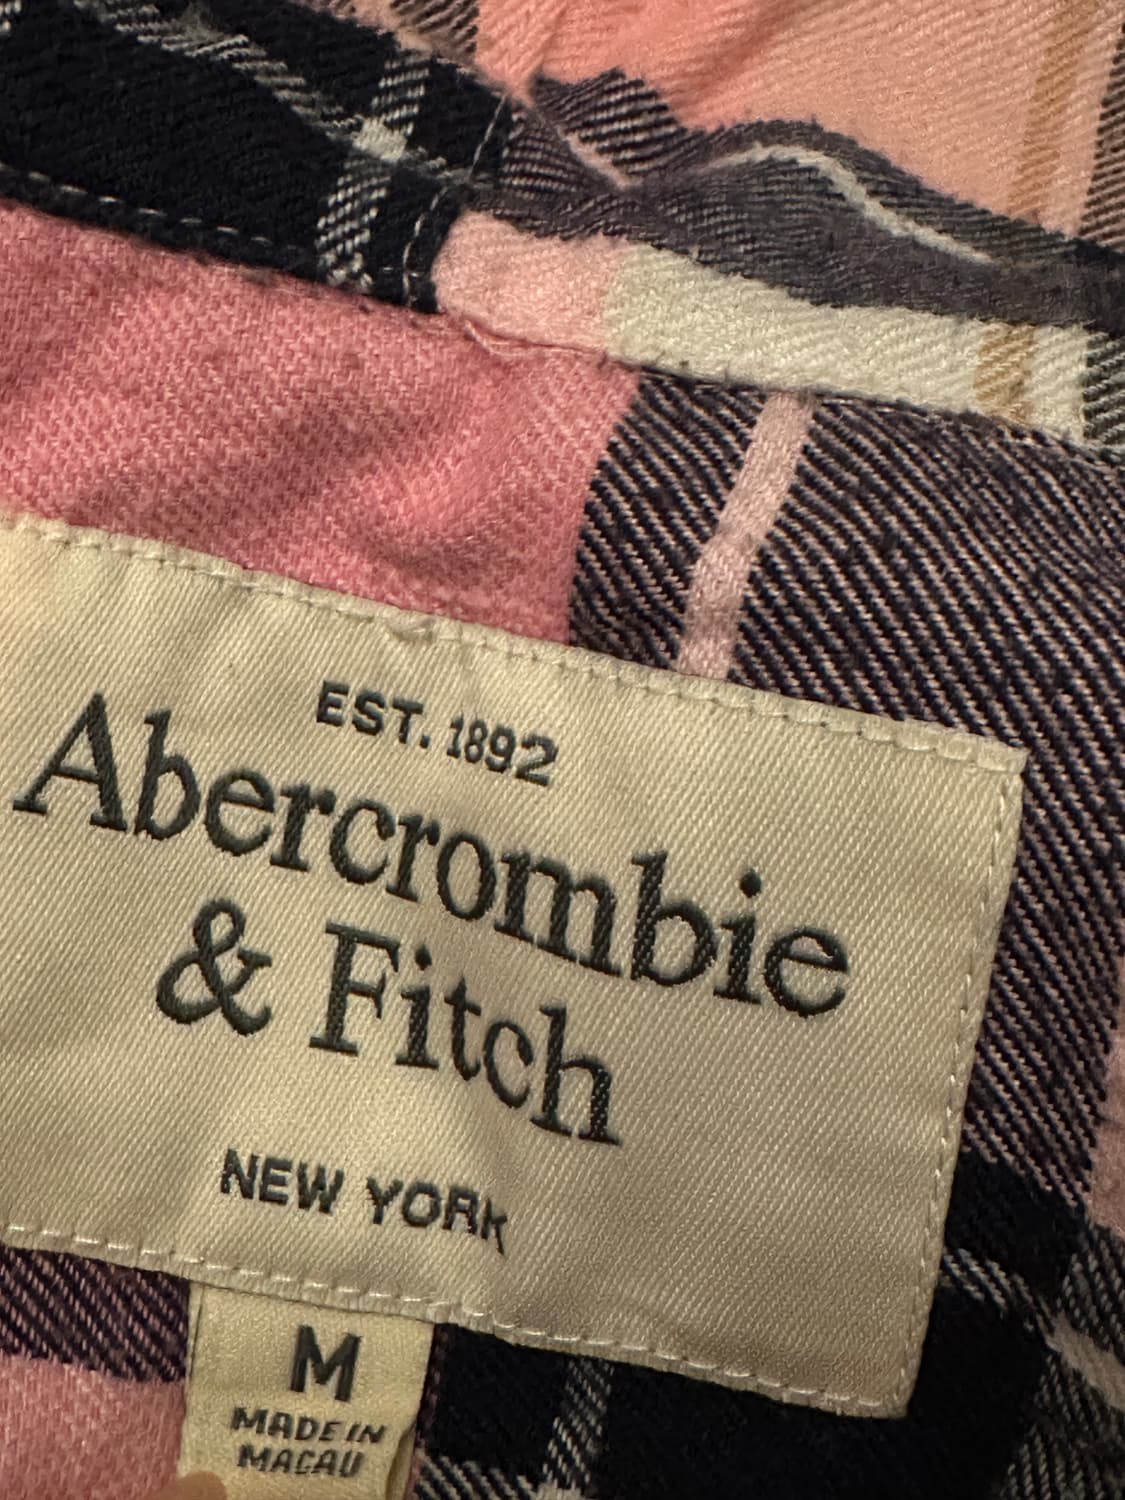 EST. 1892
Abercrombie
& Fitch
NEW YORK
M
MADE IN
MACAU